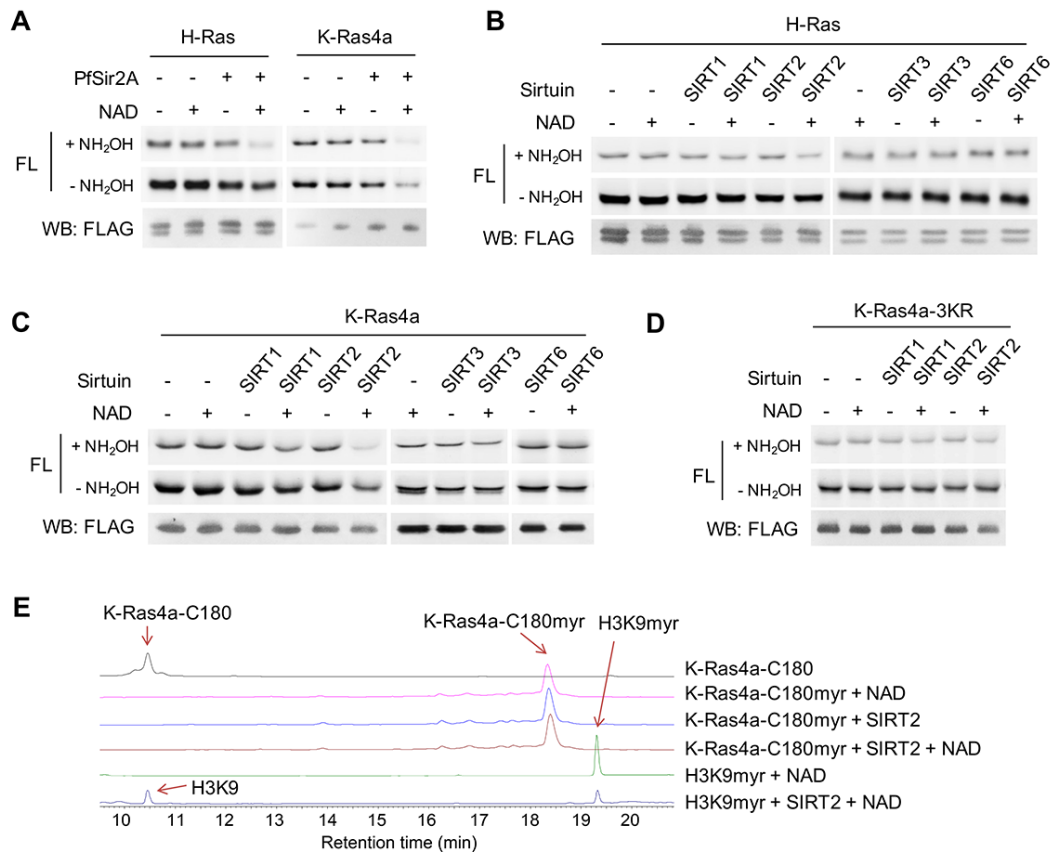 A
H-Ras K-Ras4a
PfSir2A - - + + - - + +
NAD - + - + - + - +
FL
+ NH₂OH
- NH₂OH
WB: FLAG
B
H-Ras
Sirtuin - - SIRT1 SIRT1 SIRT2 SIRT2 - SIRT3 SIRT3 SIRT6 SIRT6
NAD - + - + - + + - + - +
FL
+ NH₂OH
- NH₂OH
WB: FLAG
C
K-Ras4a
Sirtuin - - SIRT1 SIRT1 SIRT2 SIRT2 - SIRT3 SIRT3 SIRT6 SIRT6
NAD - + - + - + + - + - +
FL
+ NH₂OH
- NH₂OH
WB: FLAG
D
K-Ras4a-3KR
Sirtuin - - SIRT1 SIRT1 SIRT2 SIRT2
NAD - + - + - +
FL
+ NH₂OH
- NH₂OH
WB: FLAG
E
K-Ras4a-C180
K-Ras4a-C180myr
H3K9myr
K-Ras4a-C180
K-Ras4a-C180myr + NAD
K-Ras4a-C180myr + SIRT2
K-Ras4a-C180myr + SIRT2 + NAD
H3K9myr + NAD
H3K9
H3K9myr + SIRT2 + NAD
10 11 12 13 14 15 16 17 18 19 20
Retention time (min)